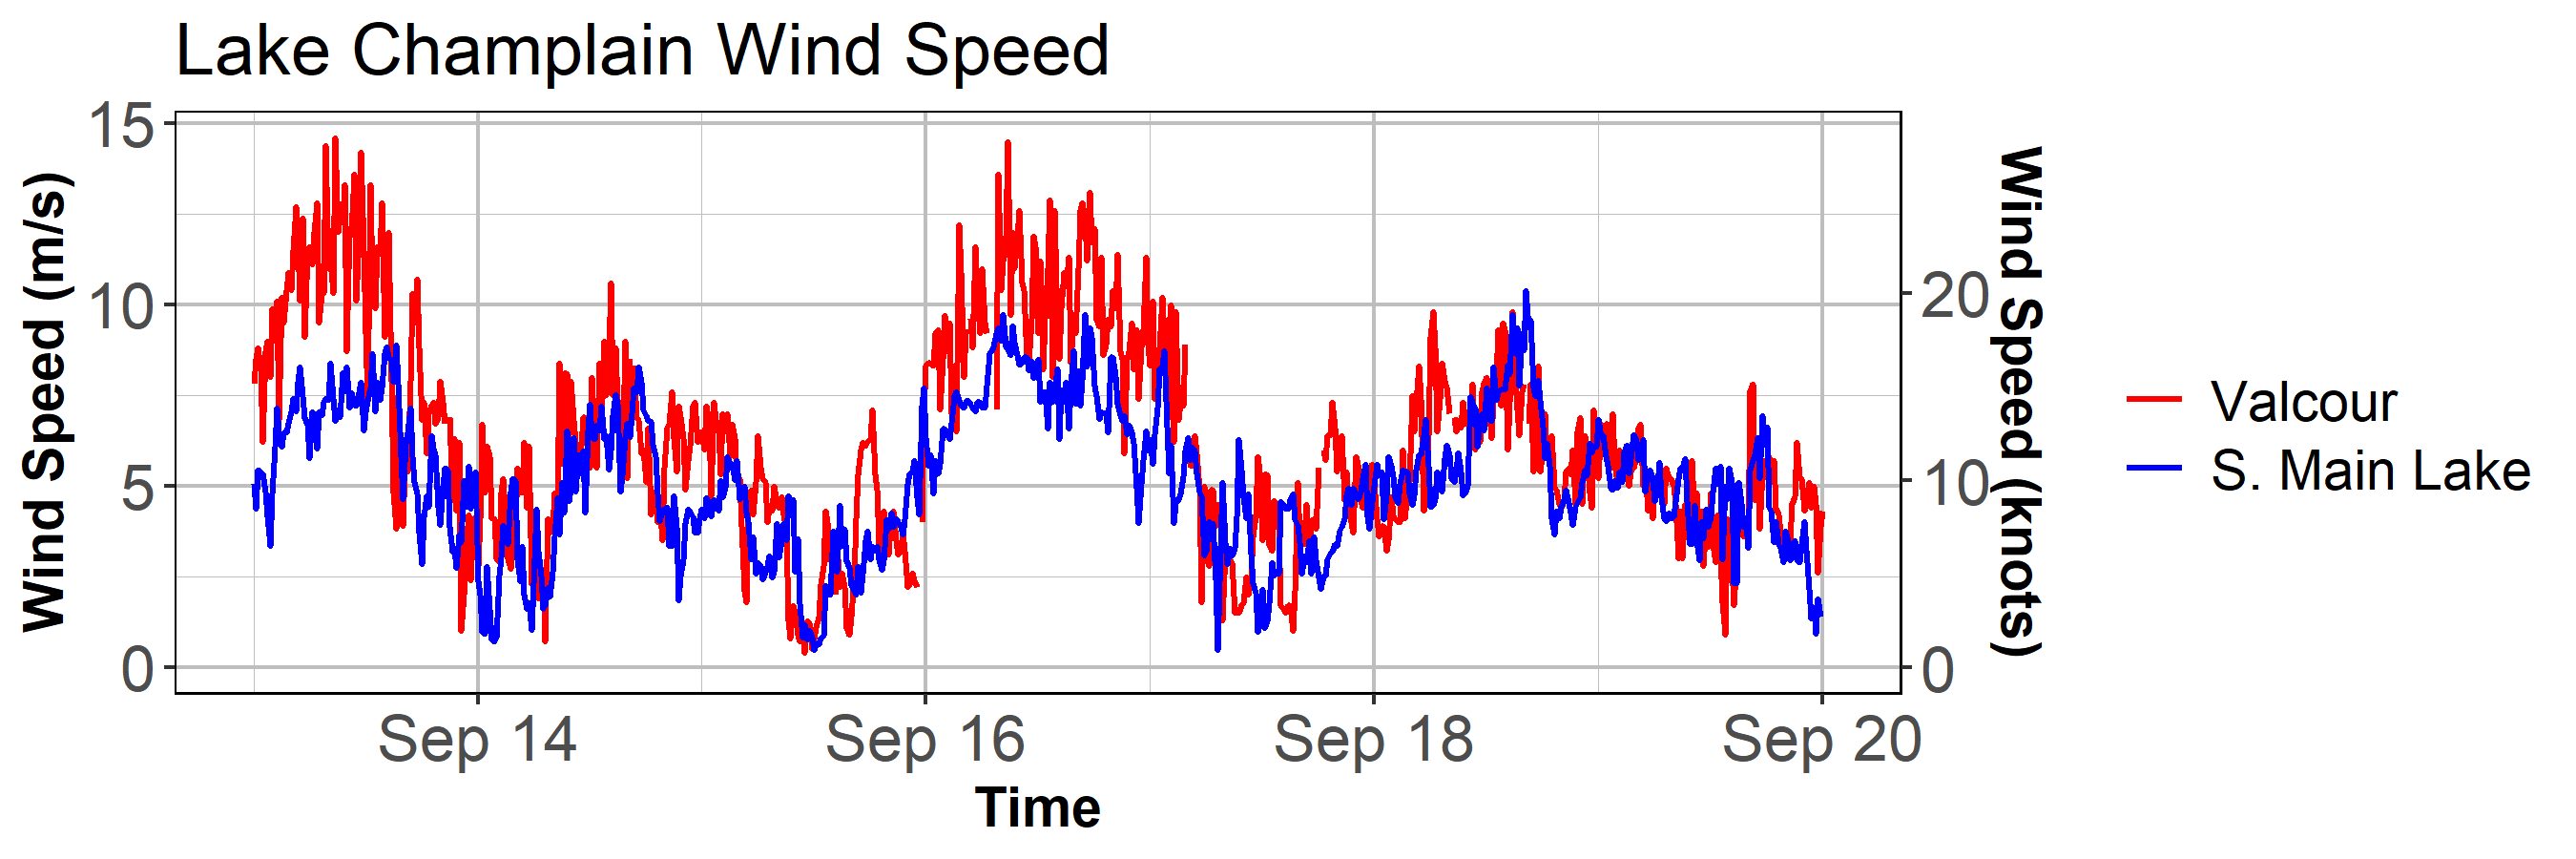 Lake Champlain Wind Speed
Wind Speed (m/s)
15
10
5
0
Sep 14
Sep 16
Sep 18
Sep 20
Time
20
10
0
Wind Speed (knots)
Valcour
S. Main Lake